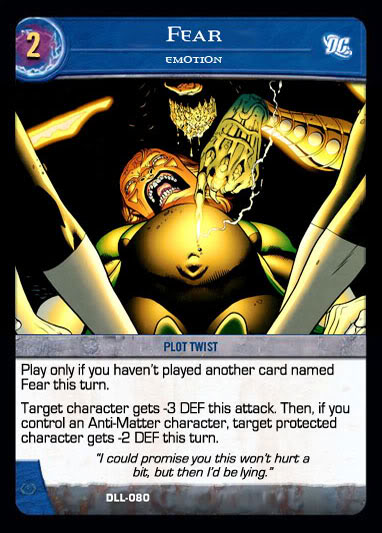 2
Fear
EMOTION
DC
PLOT TWIST
Play only if you haven't played another card named
Fear this turn.
Target character gets -3 DEF this attack. Then, if you
control an Anti-Matter character, target protected
character gets -2 DEF this turn.
"I could promise you this won't hurt a
bit, but then I'd be lying."
DLL-080